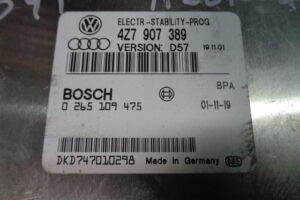 ELECTR.-STABILITY-PROG.
4Z7 907 389
VERSION: D57 19.11.01
BOSCH BPA
0 265 109 475 01-11-19
DKD747010298 Made in Germany